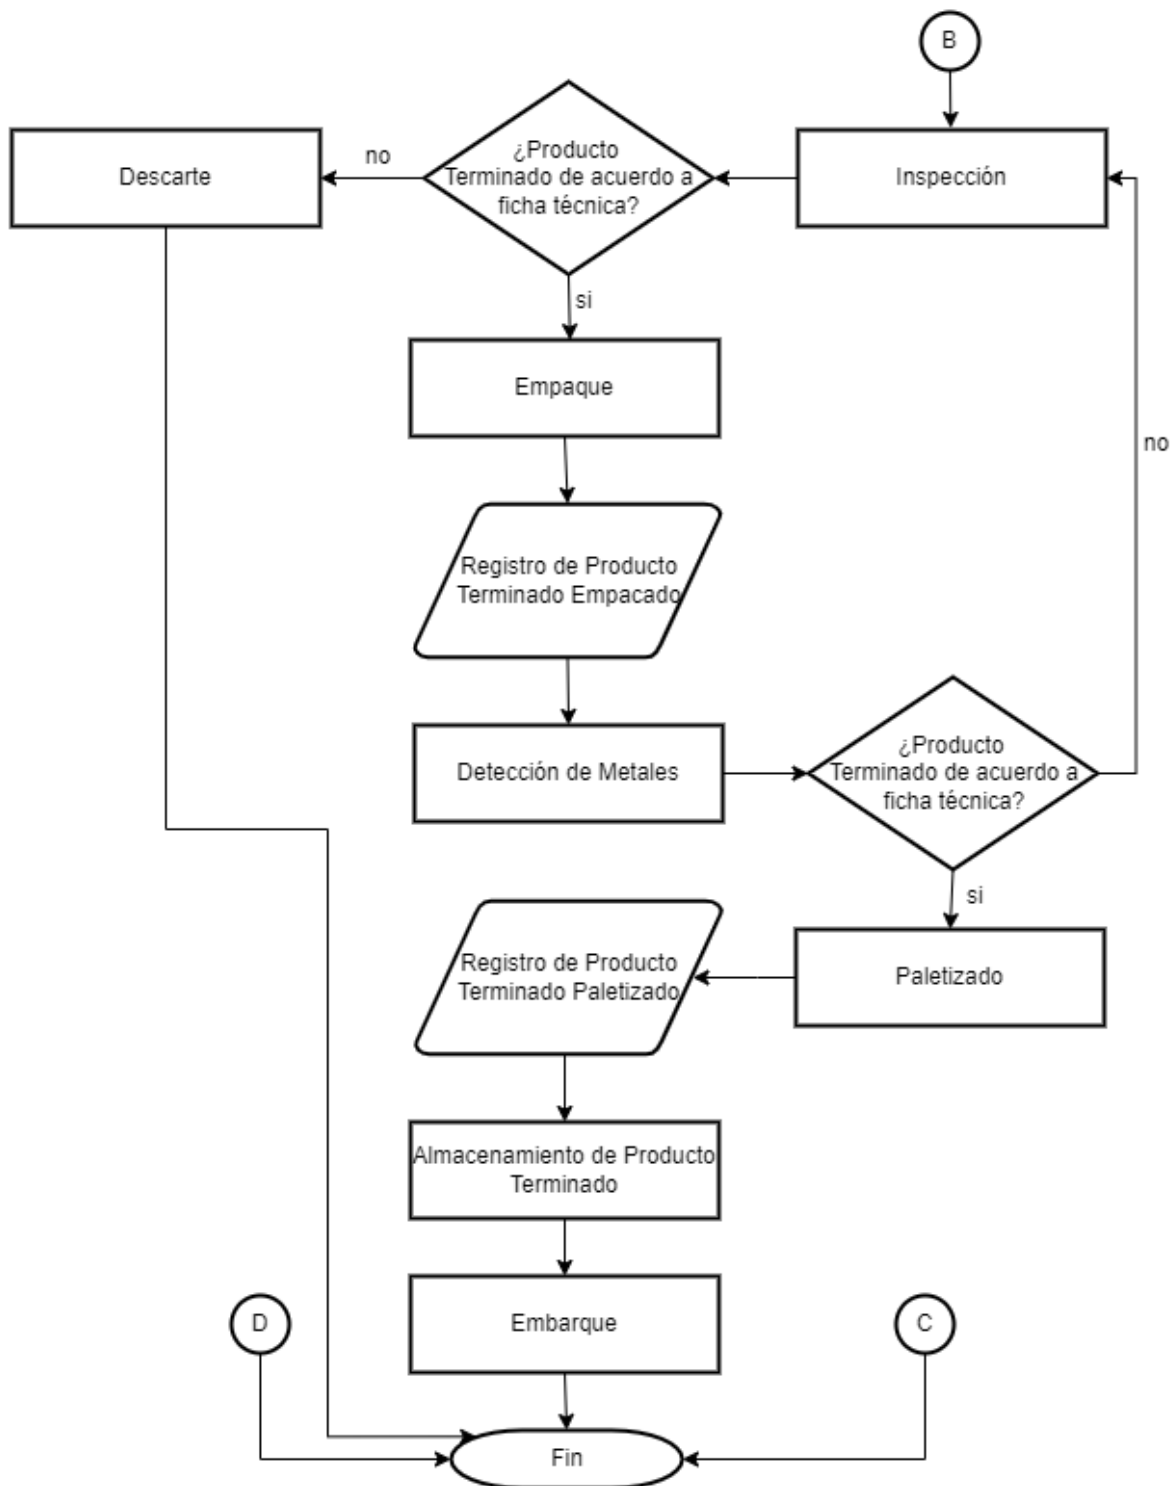 B
¿Producto
Terminado de acuerdo a
ficha técnica?
no
Descarte
Inspección
si
Empaque
no
Registro de Producto
Terminado Empacado
Detección de Metales
¿Producto
Terminado de acuerdo a
ficha técnica?
si
Registro de Producto
Terminado Paletizado
Paletizado
Almacenamiento de Producto
Terminado
D
Embarque
C
Fin